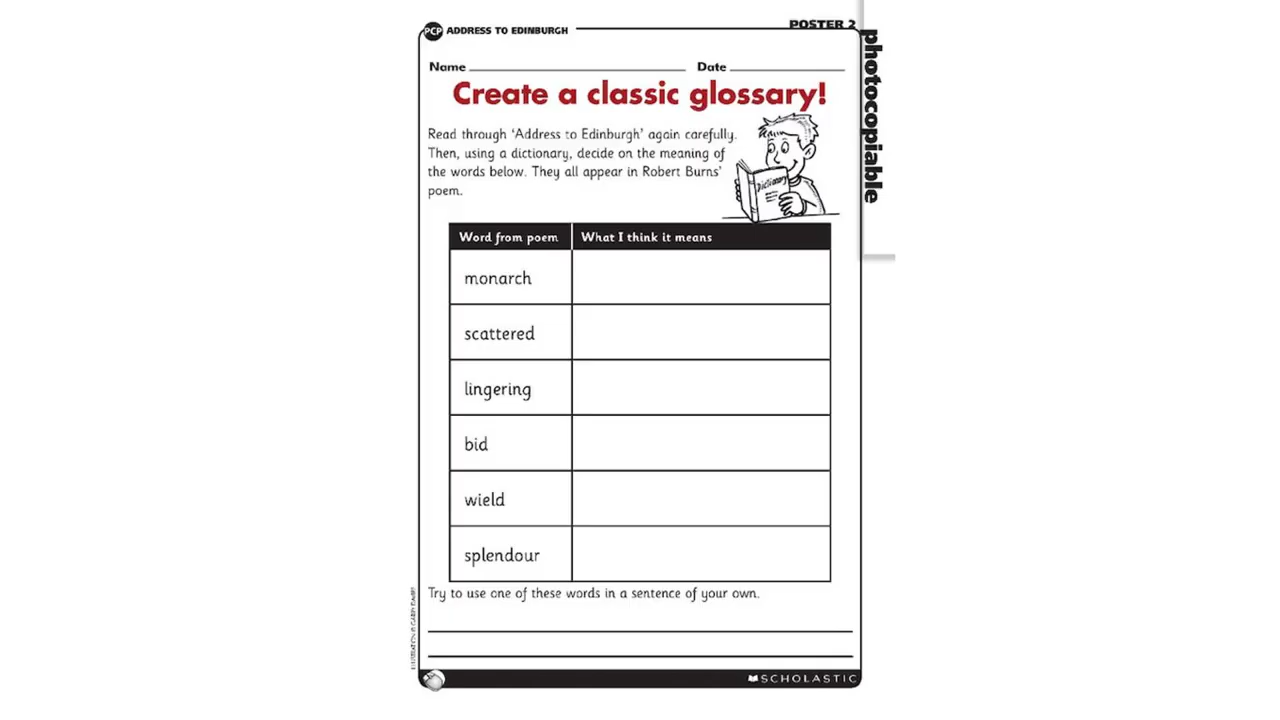 PCP ADDRESS TO EDINBURGH
POSTER 2
photocopiable
Name Date
Create a classic glossary!
Read through 'Address to Edinburgh' again carefully.
Then, using a dictionary, decide on the meaning of
the words below. They all appear in Robert Burns'
poem.
Dictionary
Word from poem What I think it means
monarch
scattered
lingering
bid
wield
splendour
Try to use one of these words in a sentence of your own.
SCHOLASTIC